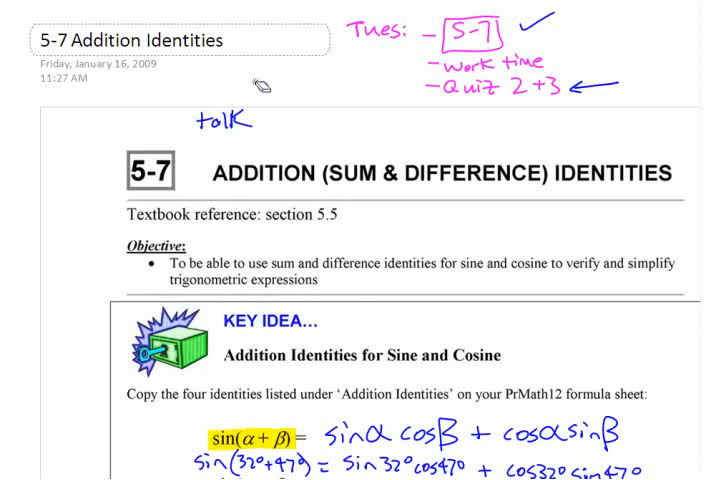 5-7 Addition Identities
Friday, January 16, 2009
11:27 AM
Tues: - 5-7 ✓
- work time
- Quiz 2 + 3 ←
talk
5-7 ADDITION (SUM & DIFFERENCE) IDENTITIES
Textbook reference: section 5.5
Objective:
• To be able to use sum and difference identities for sine and cosine to verify and simplify
trigonometric expressions
KEY IDEA...
Addition Identities for Sine and Cosine
Copy the four identities listed under ‘Addition Identities’ on your PrMath12 formula sheet:
sin(α + β) = sinα cosβ + cosα sinβ
sin(32°+47°) = sin32° cos47° + cos32° sin47°